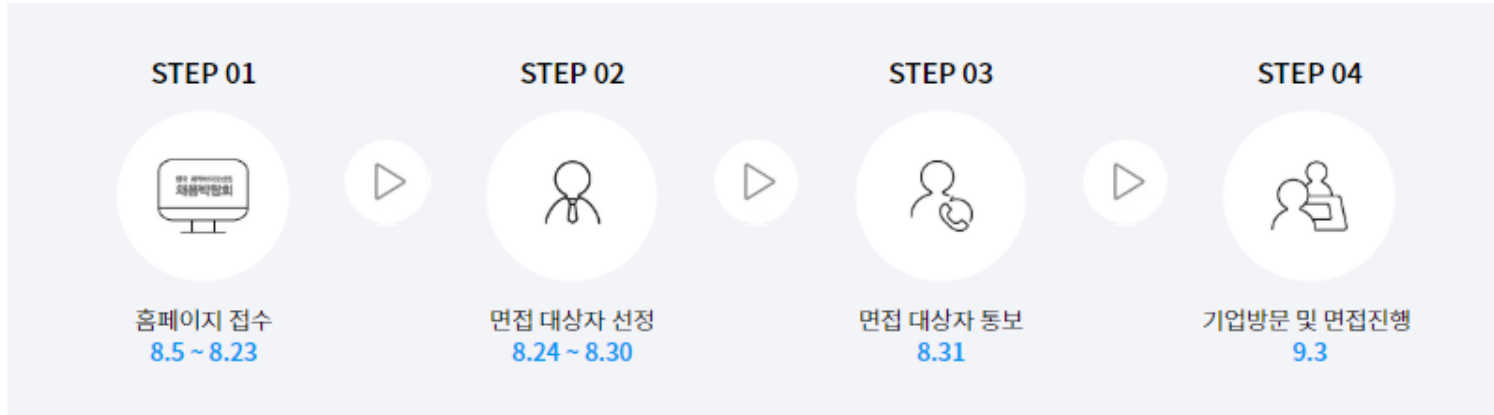 STEP 01
STEP 02
STEP 03
STEP 04
채용박람회
홈페이지 접수
8.5 ~ 8.23
면접 대상자 선정
8.24 ~ 8.30
면접 대상자 통보
8.31
기업방문 및 면접진행
9.3